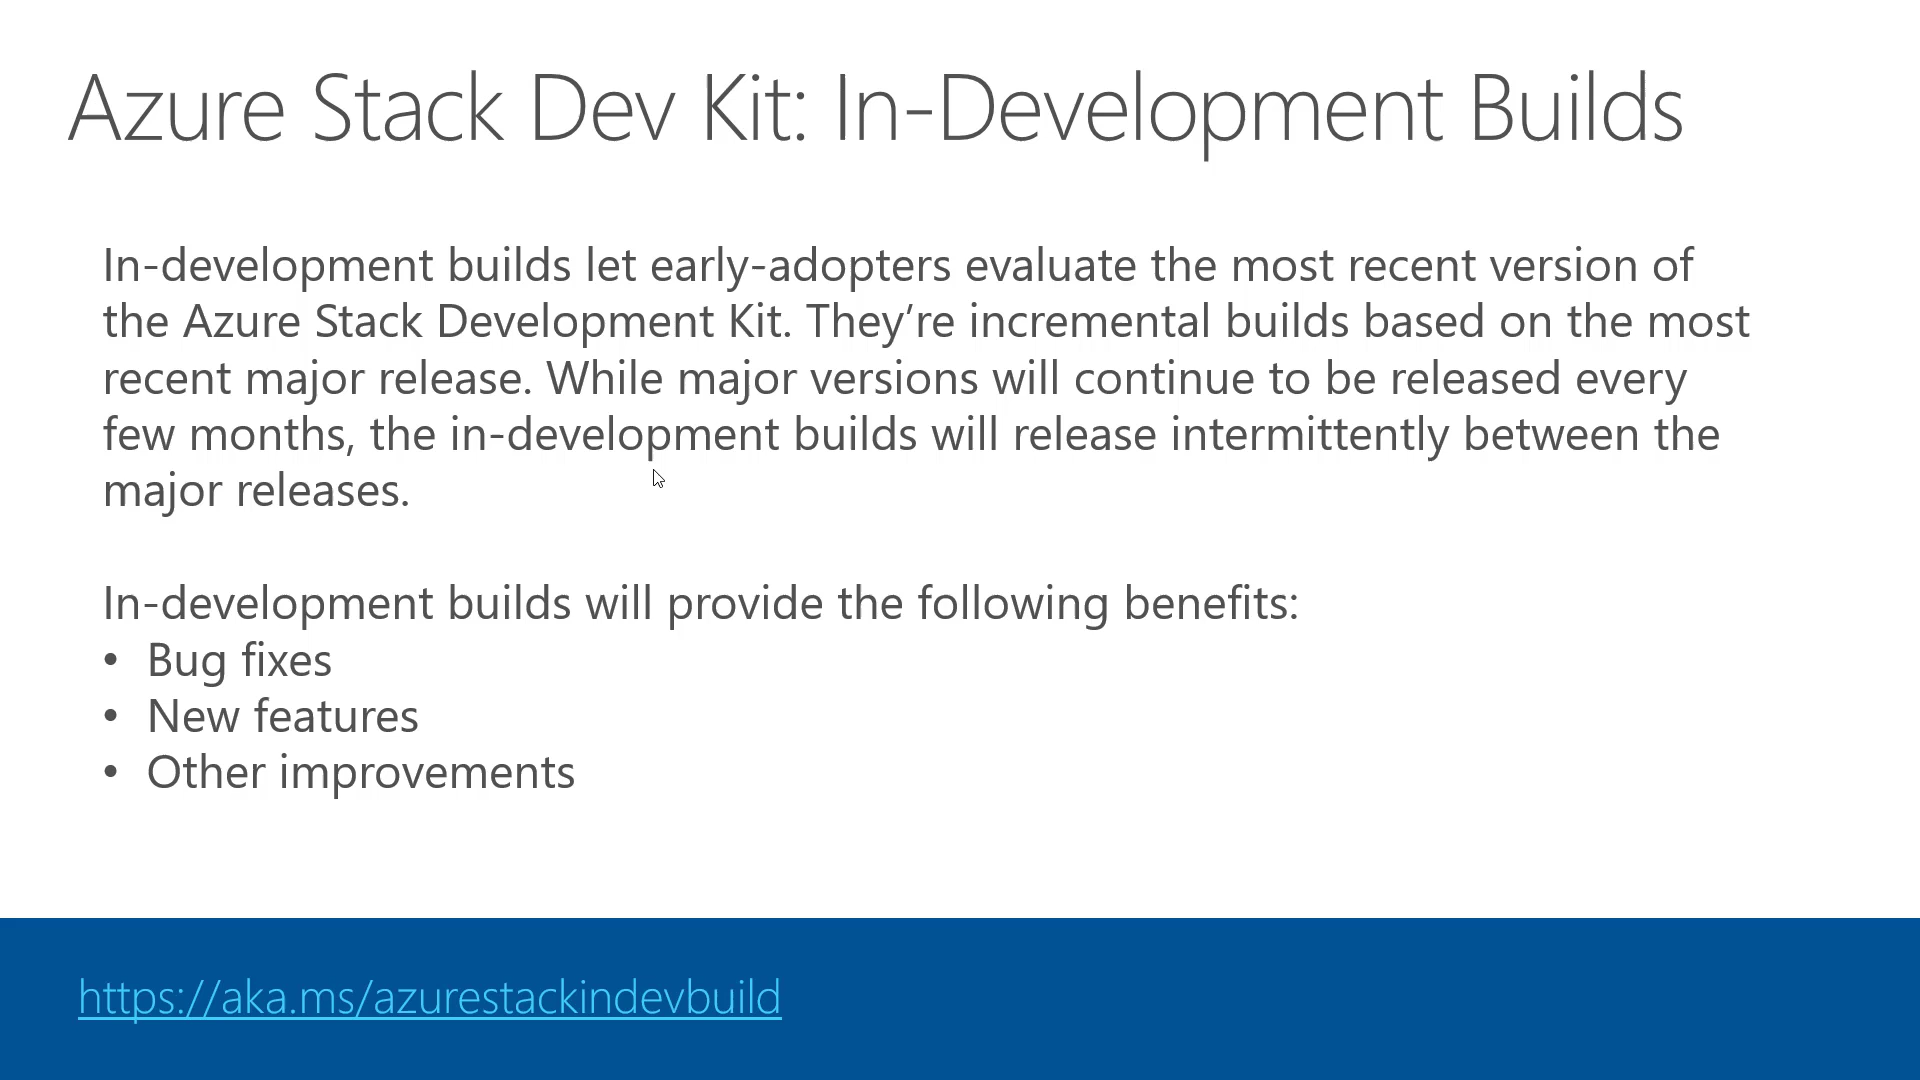 Azure Stack Dev Kit: In-Development Builds
In-development builds let early-adopters evaluate the most recent version of
the Azure Stack Development Kit. They’re incremental builds based on the most
recent major release. While major versions will continue to be released every
few months, the in-development builds will release intermittently between the
major releases.
In-development builds will provide the following benefits:
• Bug fixes
• New features
• Other improvements
https://aka.ms/azurestackindevbuild